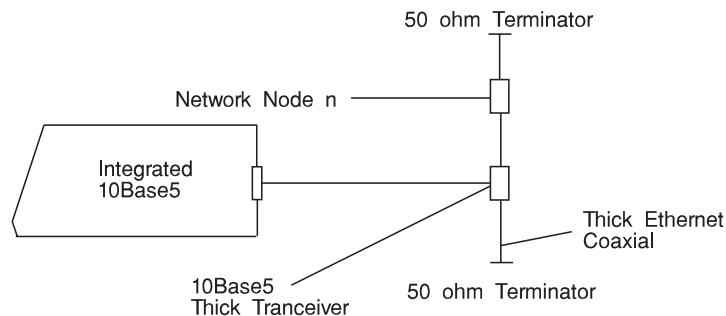 50 ohm Terminator
Network Node n
Integrated
10Base5
Thick Ethernet
Coaxial
10Base5
Thick Tranceiver
50 ohm Terminator